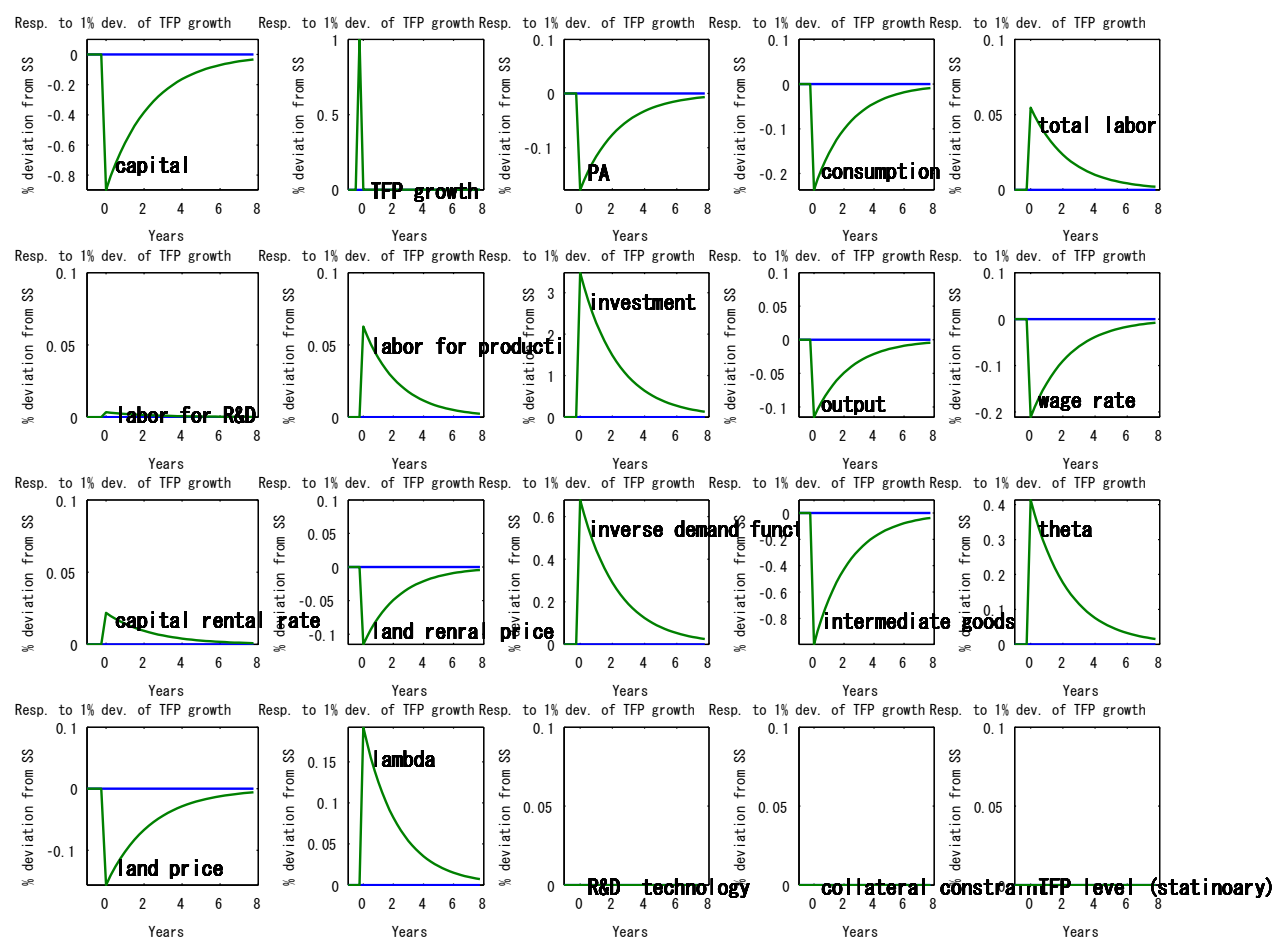 Resp. to 1% dev. of TFP growth Resp. to 1% dev. of TFP growth Resp. to 1% dev. of TFP growth Resp. to 1% dev. of TFP growth Resp. to 1% dev. of TFP growth
% deviation from SS
0
-0.2
-0.4
-0.6
-0.8
capital
0 2 4 6 8
Years
% deviation from SS
1
0.5
0
TFP growth
0 2 4 6 8
Years
% deviation from SS
0.1
0
-0.1
PA
0 2 4 6 8
Years
% deviation from SS
0.1
0
-0.1
-0.2
consumption
0 2 4 6 8
Years
% deviation from SS
0.1
0.05
0
total labor
0 2 4 6 8
Years
Resp. to 1% dev. of TFP growth Resp. to 1% dev. of TFP growth Resp. to 1% dev. of TFP growth Resp. to 1% dev. of TFP growth Resp. to 1% dev. of TFP growth
% deviation from SS
0.1
0.05
0
labor for R&D
0 2 4 6 8
Years
% deviation from SS
0.1
0.05
0
labor for producti
0 2 4 6 8
Years
% deviation from SS
3
2
1
0
investment
0 2 4 6 8
Years
% deviation from SS
0.1
0.05
0
-0.05
-0.1
output
0 2 4 6 8
Years
% deviation from SS
0.1
0
-0.1
-0.2
wage rate
0 2 4 6 8
Years
Resp. to 1% dev. of TFP growth Resp. to 1% dev. of TFP growth Resp. to 1% dev. of TFP growth Resp. to 1% dev. of TFP growth Resp. to 1% dev. of TFP growth
% deviation from SS
0.1
0.05
0
capital rental rate
0 2 4 6 8
Years
% deviation from SS
0.1
0.05
0
-0.05
-0.1
land renral price
0 2 4 6 8
Years
% deviation from SS
0.6
0.4
0.2
0
inverse demand funct
0 2 4 6 8
Years
% deviation from SS
0
-0.2
-0.4
-0.6
-0.8
intermediate goods
0 2 4 6 8
Years
% deviation from SS
0.4
0.3
0.2
0.1
0
theta
0 2 4 6 8
Years
Resp. to 1% dev. of TFP growth Resp. to 1% dev. of TFP growth Resp. to 1% dev. of TFP growth Resp. to 1% dev. of TFP growth Resp. to 1% dev. of TFP growth
% deviation from SS
0.1
0
-0.1
land price
0 2 4 6 8
Years
% deviation from SS
0.15
0.1
0.05
0
lambda
0 2 4 6 8
Years
% deviation from SS
0.1
0.05
0
R&D technology
0 2 4 6 8
Years
% deviation from SS
0.1
0.05
0
collateral constraint
0 2 4 6 8
Years
% deviation from SS
0.1
0.05
0
TFP level (statinoary)
0 2 4 6 8
Years